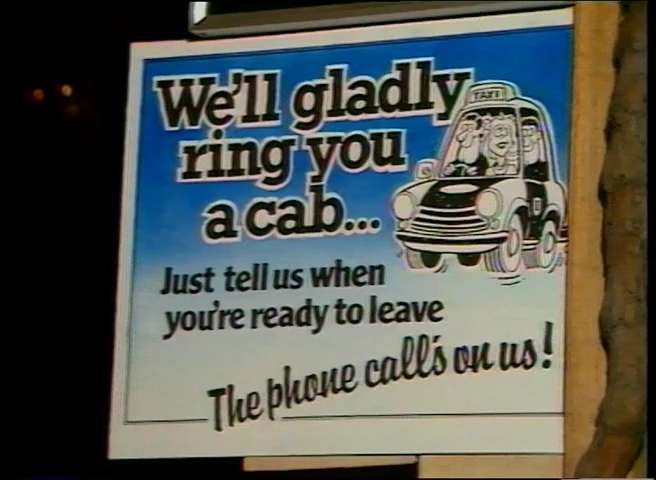 We'll gladly
TAXI
ring you
a cab...
Just tell us when
you're ready to leave
The phone call's on us!